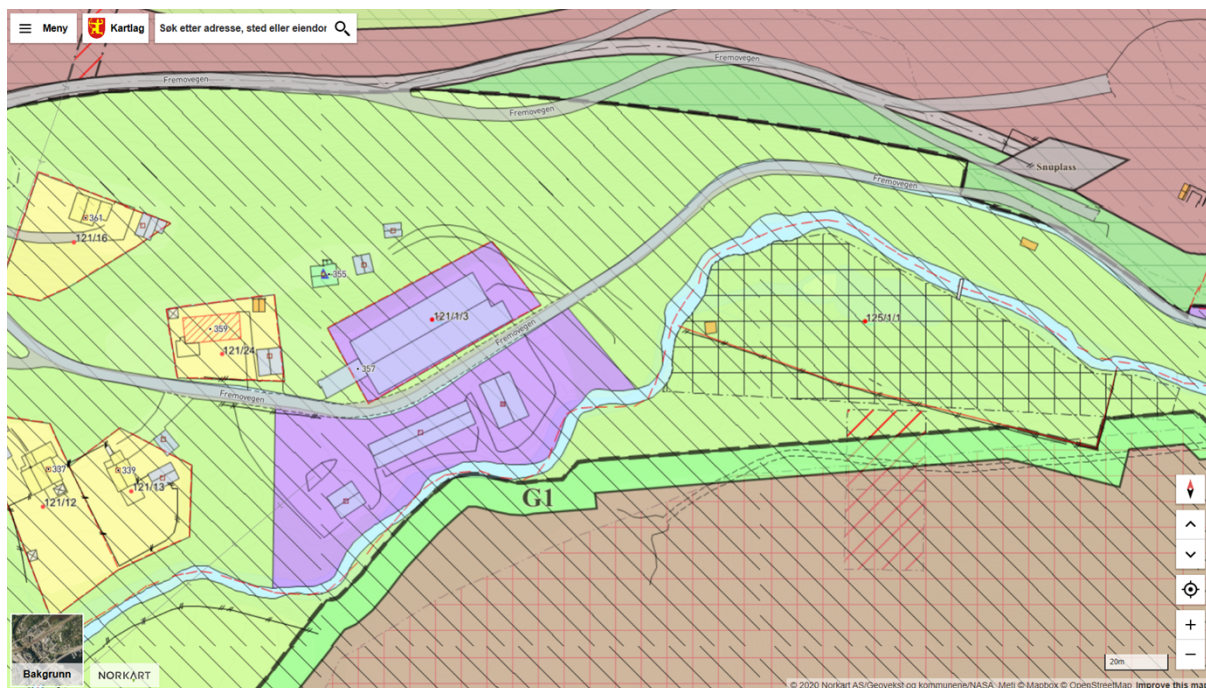 Meny
Kartlag
Søk etter adresse, sted eller eiendor
Fremovegen
Fremovegen
Fremovegen
Snuplass
Fremovegen
361
121/16
355
121/1/3
125/1/1
359
121/24
Fremovegen
357
Fremovegen
337
339
121/13
121/12
G1
Bakgrunn
NORKART
20m
© 2020 Norkart AS/Geovekst og kommunene/NASA, Meti © Mapbox © OpenStreetMap Improve this map